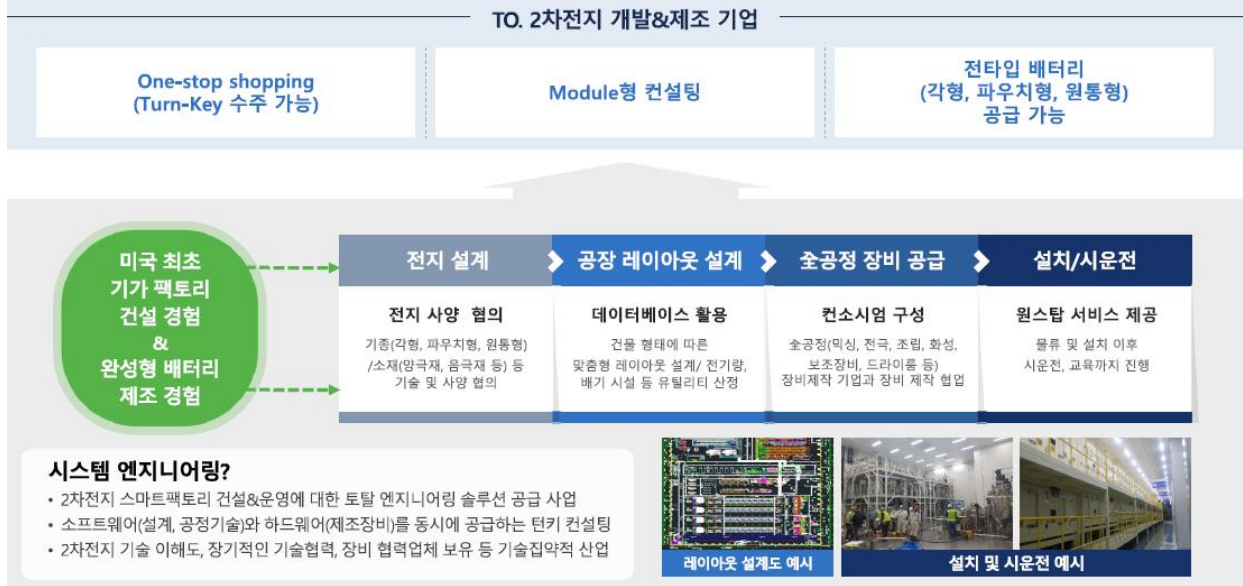 TO. 2차전지 개발&제조 기업
One-stop shopping
(Turn-Key 수주 가능)
Module형 컨설팅
전타입 배터리
(각형, 파우치형, 원통형)
공급 가능
미국 최초
기가 팩토리
건설 경험
&
완성형 배터리
제조 경험
전지 설계
전지 사양 협의
기종(각형, 파우치형, 원통형)
/소재(양극재, 음극재 등) 등
기술 및 사양 협의
공장 레이아웃 설계
데이터베이스 활용
건물 형태에 따른
맞춤형 레이아웃 설계/ 전기량,
배기 시설 등 유틸리티 산정
全공정 장비 공급
컨소시엄 구성
全공정(믹싱, 전극, 조립, 화성,
보조장비, 드라이룸 등)
장비제작 기업과 장비 제작 협업
설치/시운전
원스탑 서비스 제공
물류 및 설치 이후
시운전, 교육까지 진행
시스템 엔지니어링?
• 2차전지 스마트팩토리 건설&운영에 대한 토탈 엔지니어링 솔루션 공급 사업
• 소프트웨어(설계, 공정기술)와 하드웨어(제조장비)를 동시에 공급하는 턴키 컨설팅
• 2차전지 기술 이해도, 장기적인 기술협력, 장비 협력업체 보유 등 기술집약적 산업
레이아웃 설계도 예시
설치 및 시운전 예시